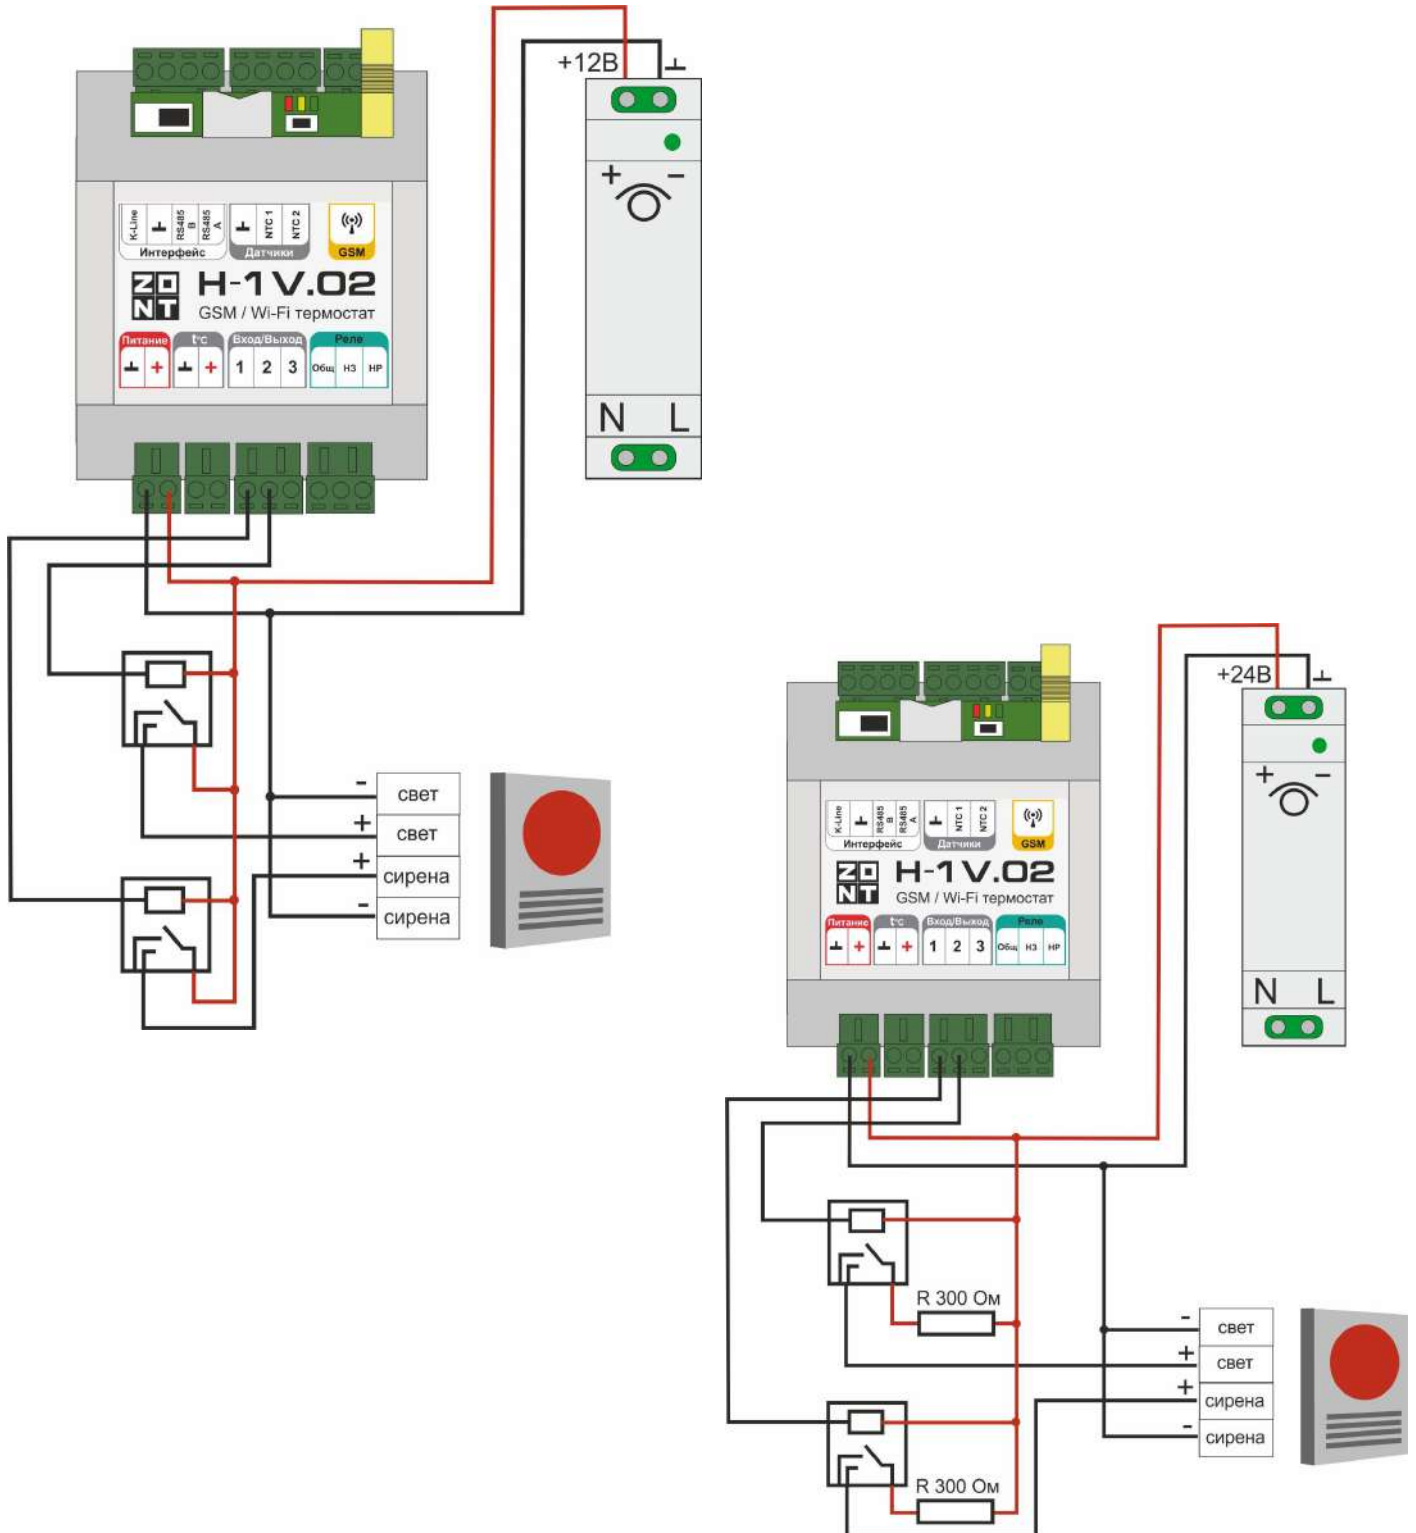 +12В
+ -
N L
K-Line
RS485 B
RS485 A
NTC 1
NTC 2
Интерфейс
Датчики
GSM
ZONT
H-1V.02
GSM / Wi-Fi термостат
Питание
t°C
Вход/Выход
Реле
+ + 1 2 3 Общ НЗ НР
- свет
+ свет
+ сирена
- сирена
+24В
+ -
N L
K-Line
RS485 B
RS485 A
NTC 1
NTC 2
Интерфейс
Датчики
GSM
ZONT
H-1V.02
GSM / Wi-Fi термостат
Питание
t°C
Вход/Выход
Реле
+ + 1 2 3 Общ НЗ НР
R 300 Ом
- свет
+ свет
+ сирена
- сирена
R 300 Ом